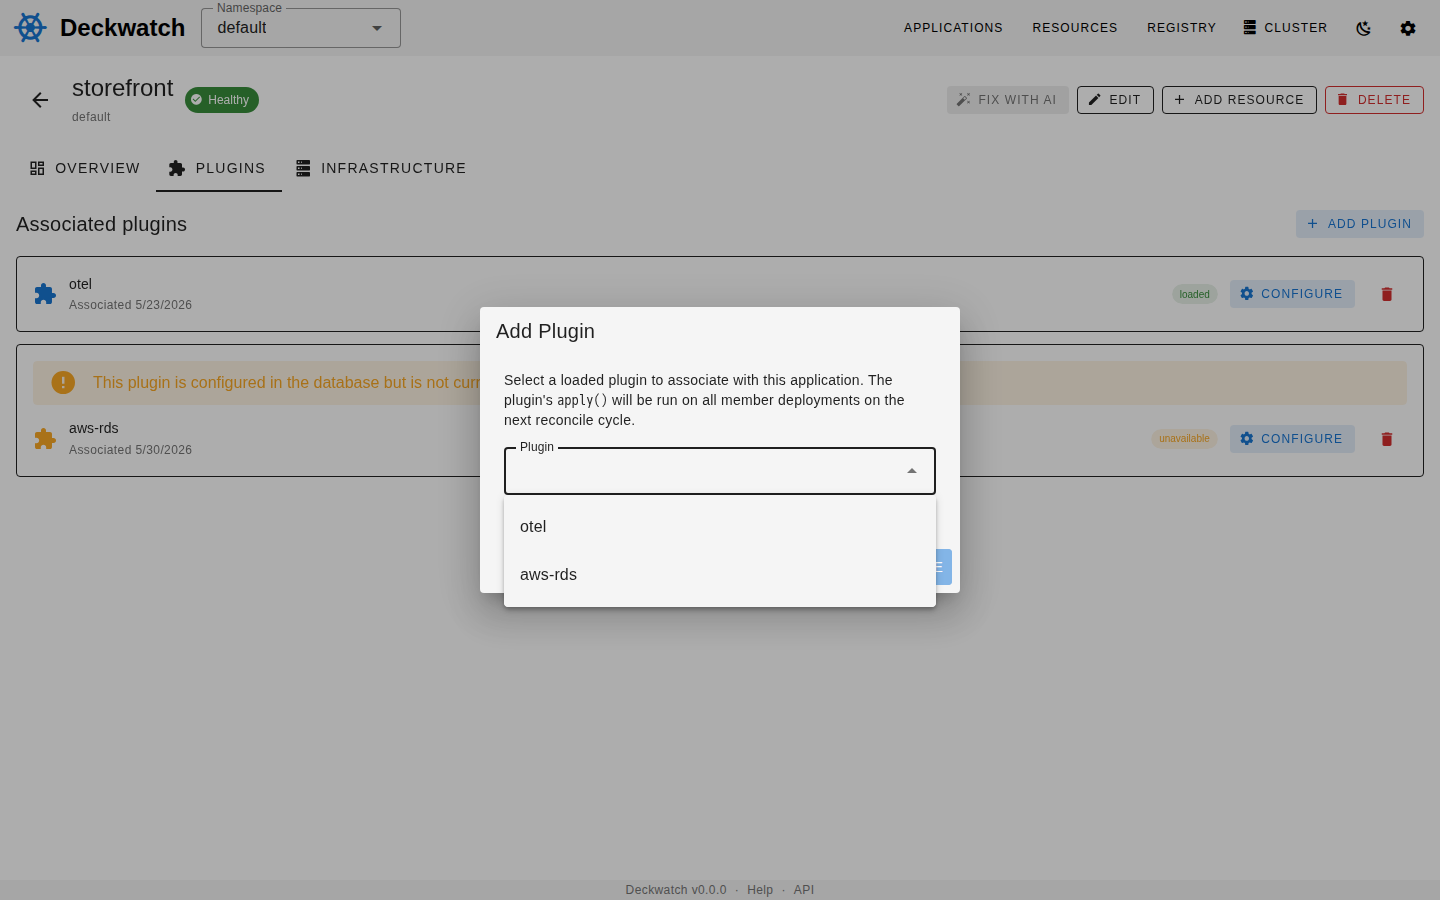 Deckwatch
Namespace
default
APPLICATIONS
RESOURCES
REGISTRY
CLUSTER
storefront
default
Healthy
FIX WITH AI
EDIT
ADD RESOURCE
DELETE
OVERVIEW
PLUGINS
INFRASTRUCTURE
Associated plugins
ADD PLUGIN
otel
Associated 5/23/2026
loaded
CONFIGURE
This plugin is configured in the database but is not curr
aws-rds
Associated 5/30/2026
unavailable
CONFIGURE
Add Plugin
Select a loaded plugin to associate with this application. The
plugin's apply() will be run on all member deployments on the
next reconcile cycle.
Plugin
otel
aws-rds
Deckwatch v0.0.0 · Help · API